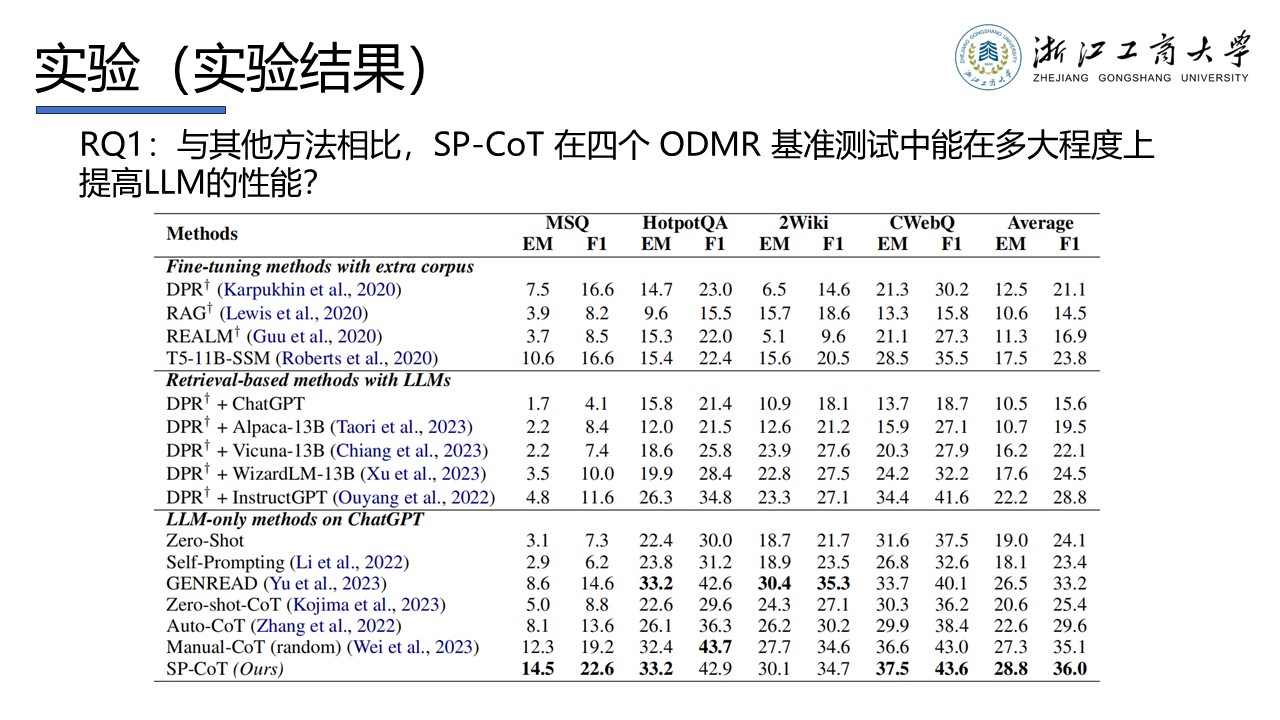 实验（实验结果）
浙江工商大学
ZHEJIANG GONGSHANG UNIVERSITY
RQ1：与其他方法相比，SP-CoT 在四个 ODMR 基准测试中能在多大程度上
提高LLM的性能？
Methods MSQ HotpotQA 2Wiki CWebQ Average
EM F1 EM F1 EM F1 EM F1 EM F1
Fine-tuning methods with extra corpus
DPR† (Karpukhin et al., 2020) 7.5 16.6 14.7 23.0 6.5 14.6 21.3 30.2 12.5 21.1
RAG† (Lewis et al., 2020) 3.9 8.2 9.6 15.5 15.7 18.6 13.3 15.8 10.6 14.5
REALM† (Guu et al., 2020) 3.7 8.5 15.3 22.0 5.1 9.6 21.1 27.3 11.3 16.9
T5-11B-SSM (Roberts et al., 2020) 10.6 16.6 15.4 22.4 15.6 20.5 28.5 35.5 17.5 23.8
Retrieval-based methods with LLMs
DPR† + ChatGPT 1.7 4.1 15.8 21.4 10.9 18.1 13.7 18.7 10.5 15.6
DPR† + Alpaca-13B (Taori et al., 2023) 2.2 8.4 12.0 21.5 12.6 21.2 15.9 27.1 10.7 19.5
DPR† + Vicuna-13B (Chiang et al., 2023) 2.2 7.4 18.6 25.8 23.9 27.6 20.3 27.9 16.2 22.1
DPR† + WizardLM-13B (Xu et al., 2023) 3.5 10.0 19.9 28.4 22.8 27.5 24.2 32.2 17.6 24.5
DPR† + InstructGPT (Ouyang et al., 2022) 4.8 11.6 26.3 34.8 23.3 27.1 34.4 41.6 22.2 28.8
LLM-only methods on ChatGPT
Zero-Shot 3.1 7.3 22.4 30.0 18.7 21.7 31.6 37.5 19.0 24.1
Self-Prompting (Li et al., 2022) 2.9 6.2 23.8 31.2 18.9 23.5 26.8 32.6 18.1 23.4
GENREAD (Yu et al., 2023) 8.6 14.6 33.2 42.6 30.4 35.3 33.7 40.1 26.5 33.2
Zero-shot-CoT (Kojima et al., 2023) 5.0 8.8 22.6 29.6 24.3 27.1 30.3 36.2 20.6 25.4
Auto-CoT (Zhang et al., 2022) 8.1 13.6 26.1 36.3 26.2 30.2 29.9 38.4 22.6 29.6
Manual-CoT (random) (Wei et al., 2023) 12.3 19.2 32.4 43.7 27.7 34.6 36.6 43.0 27.3 35.1
SP-CoT (Ours) 14.5 22.6 33.2 42.9 30.1 34.7 37.5 43.6 28.8 36.0